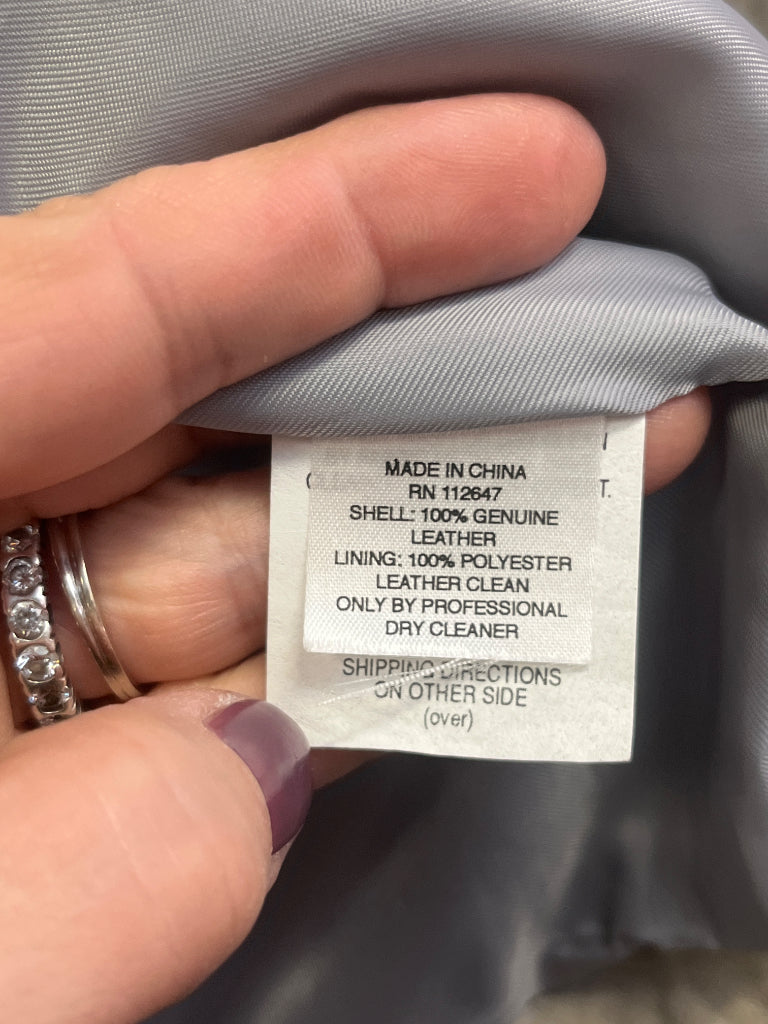 MADE IN CHINA
RN 112647
SHELL: 100% GENUINE
LEATHER
LINING: 100% POLYESTER
LEATHER CLEAN
ONLY BY PROFESSIONAL
DRY CLEANER
SHIPPING DIRECTIONS
ON OTHER SIDE
(over)